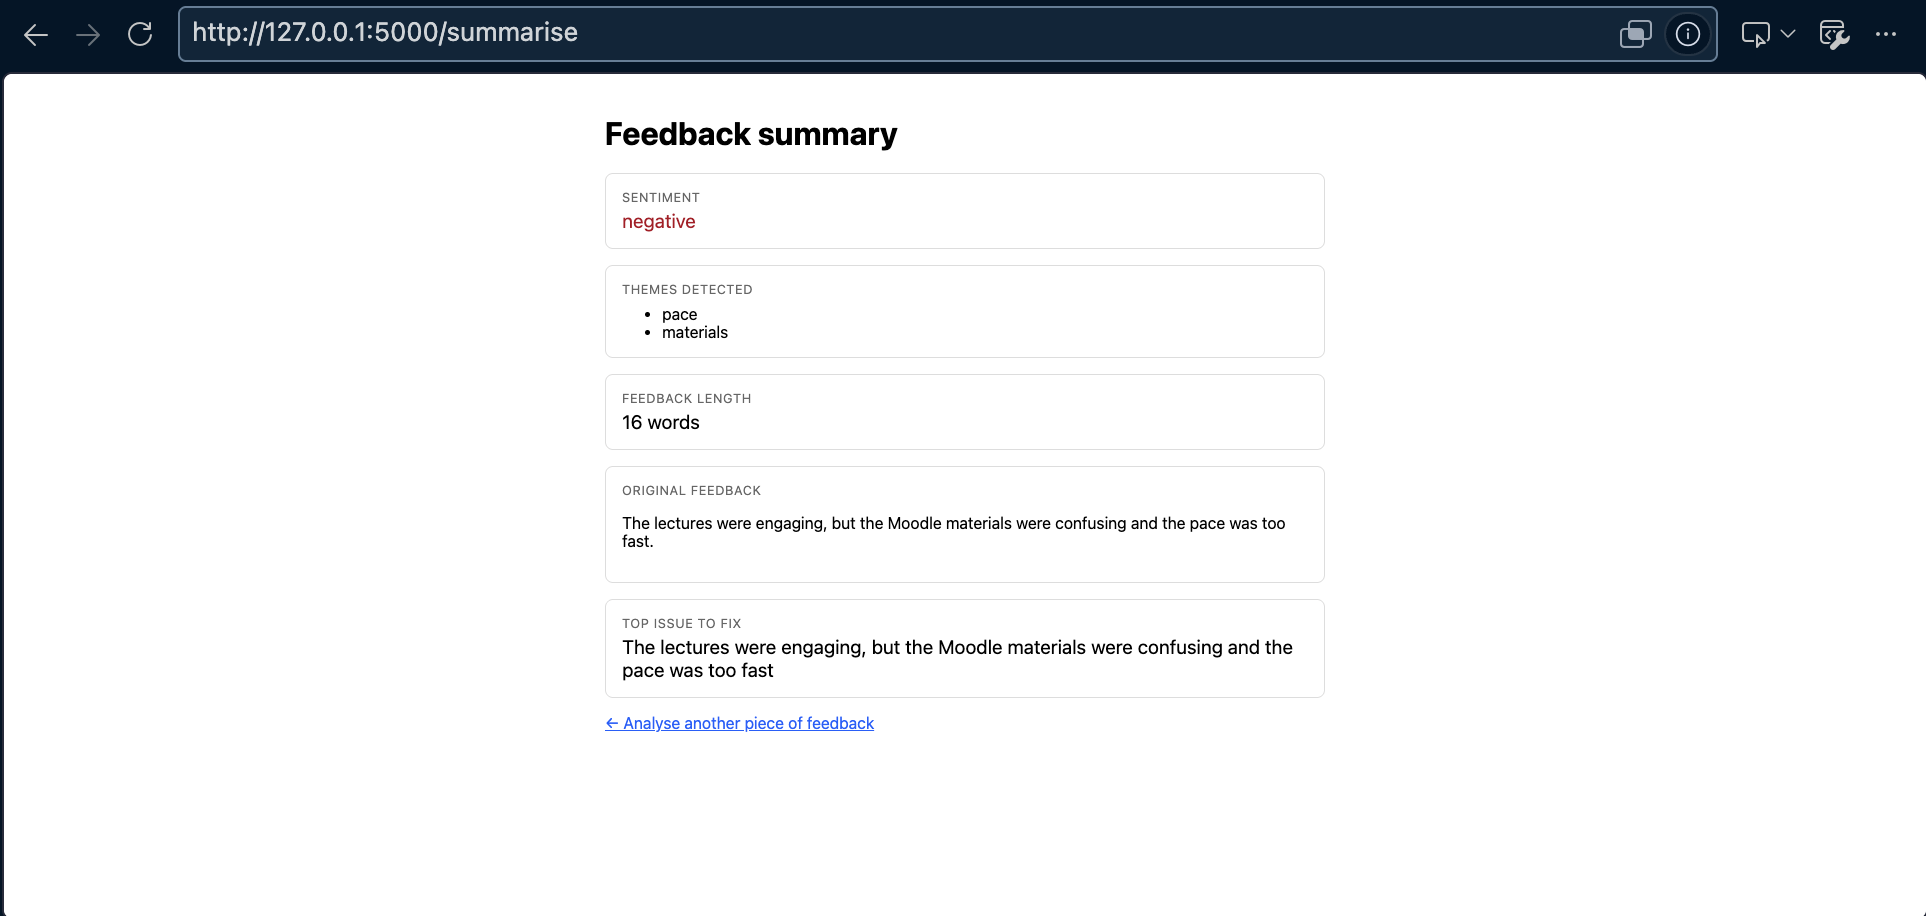 http://127.0.0.1:5000/summarise
Feedback summary
SENTIMENT
negative
THEMES DETECTED
• pace
• materials
FEEDBACK LENGTH
16 words
ORIGINAL FEEDBACK
The lectures were engaging, but the Moodle materials were confusing and the pace was too
fast.
TOP ISSUE TO FIX
The lectures were engaging, but the Moodle materials were confusing and the
pace was too fast
← Analyse another piece of feedback